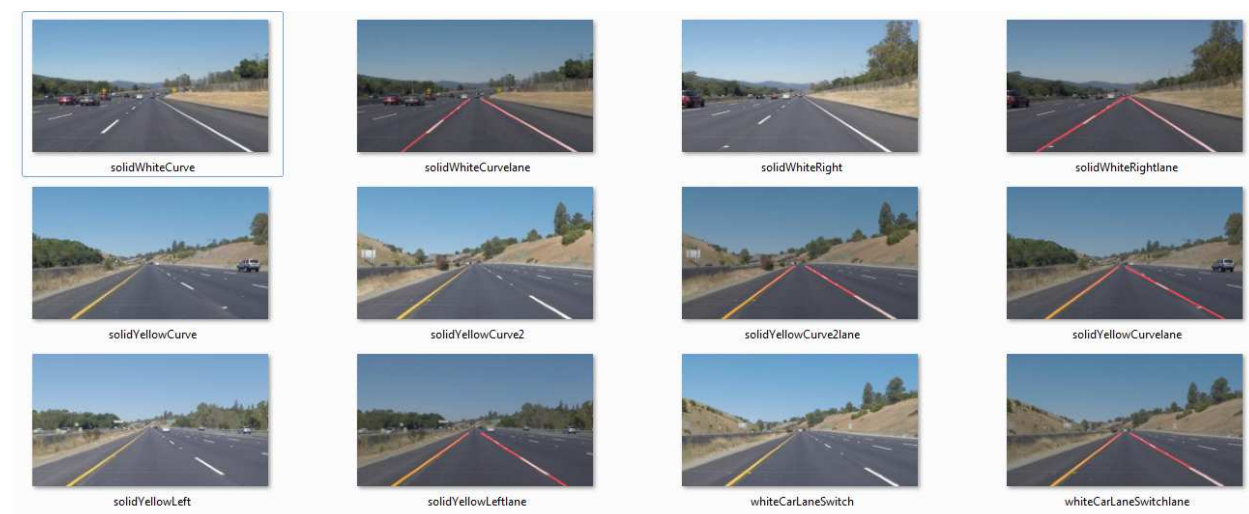 solidWhiteCurve
solidWhiteCurvelane
solidWhiteRight
solidWhiteRightlane
solidYellowCurve
solidYellowCurve2
solidYellowCurve2lane
solidYellowCurvelane
solidYellowLeft
solidYellowLeftlane
whiteCarLaneSwitch
whiteCarLaneSwitchlane